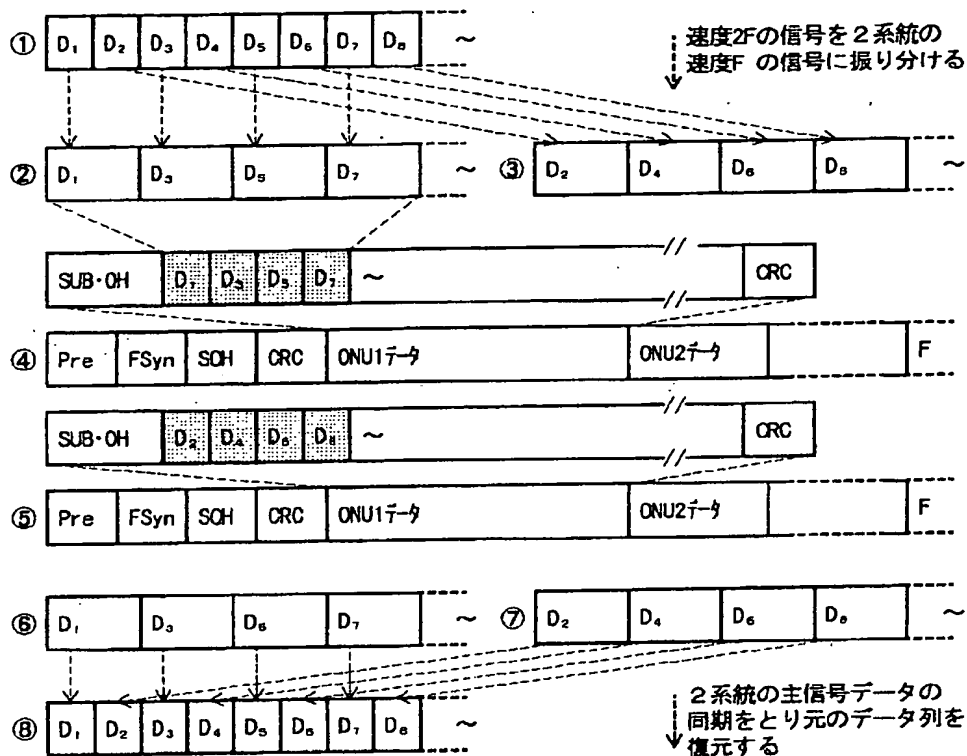 ① D₁ D₂ D₃ D₄ D₅ D₆ D₇ D₈ ～
速度2Fの信号を2系統の
速度F の信号に振り分ける
② D₁ D₃ D₅ D₇ ～
③ D₂ D₄ D₆ D₈ ～
SUB·OH D₁ D₃ D₅ D₇ ～ CRC
④ Pre FSyn SOH CRC ONU1データ ONU2データ F
SUB·OH D₂ D₄ D₆ D₈ ～ CRC
⑤ Pre FSyn SOH CRC ONU1データ ONU2データ F
⑥ D₁ D₃ D₅ D₇ ～
⑦ D₂ D₄ D₆ D₈ ～
⑧ D₁ D₂ D₃ D₄ D₅ D₆ D₇ D₈ ～
2系統の主信号データの
同期をとり元のデータ列を
復元する